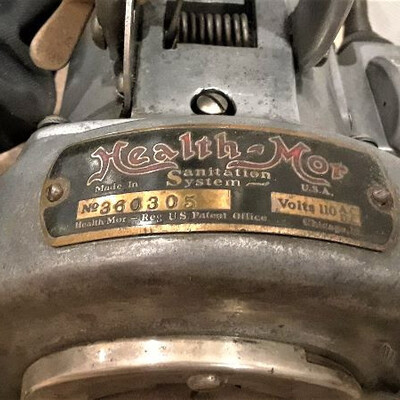 Health-Mor
Made In Sanitation U.S.A.
System
No 360305 Volts 110 A.C.
Health-Mor - Reg. U.S. Patent Office Chicago,